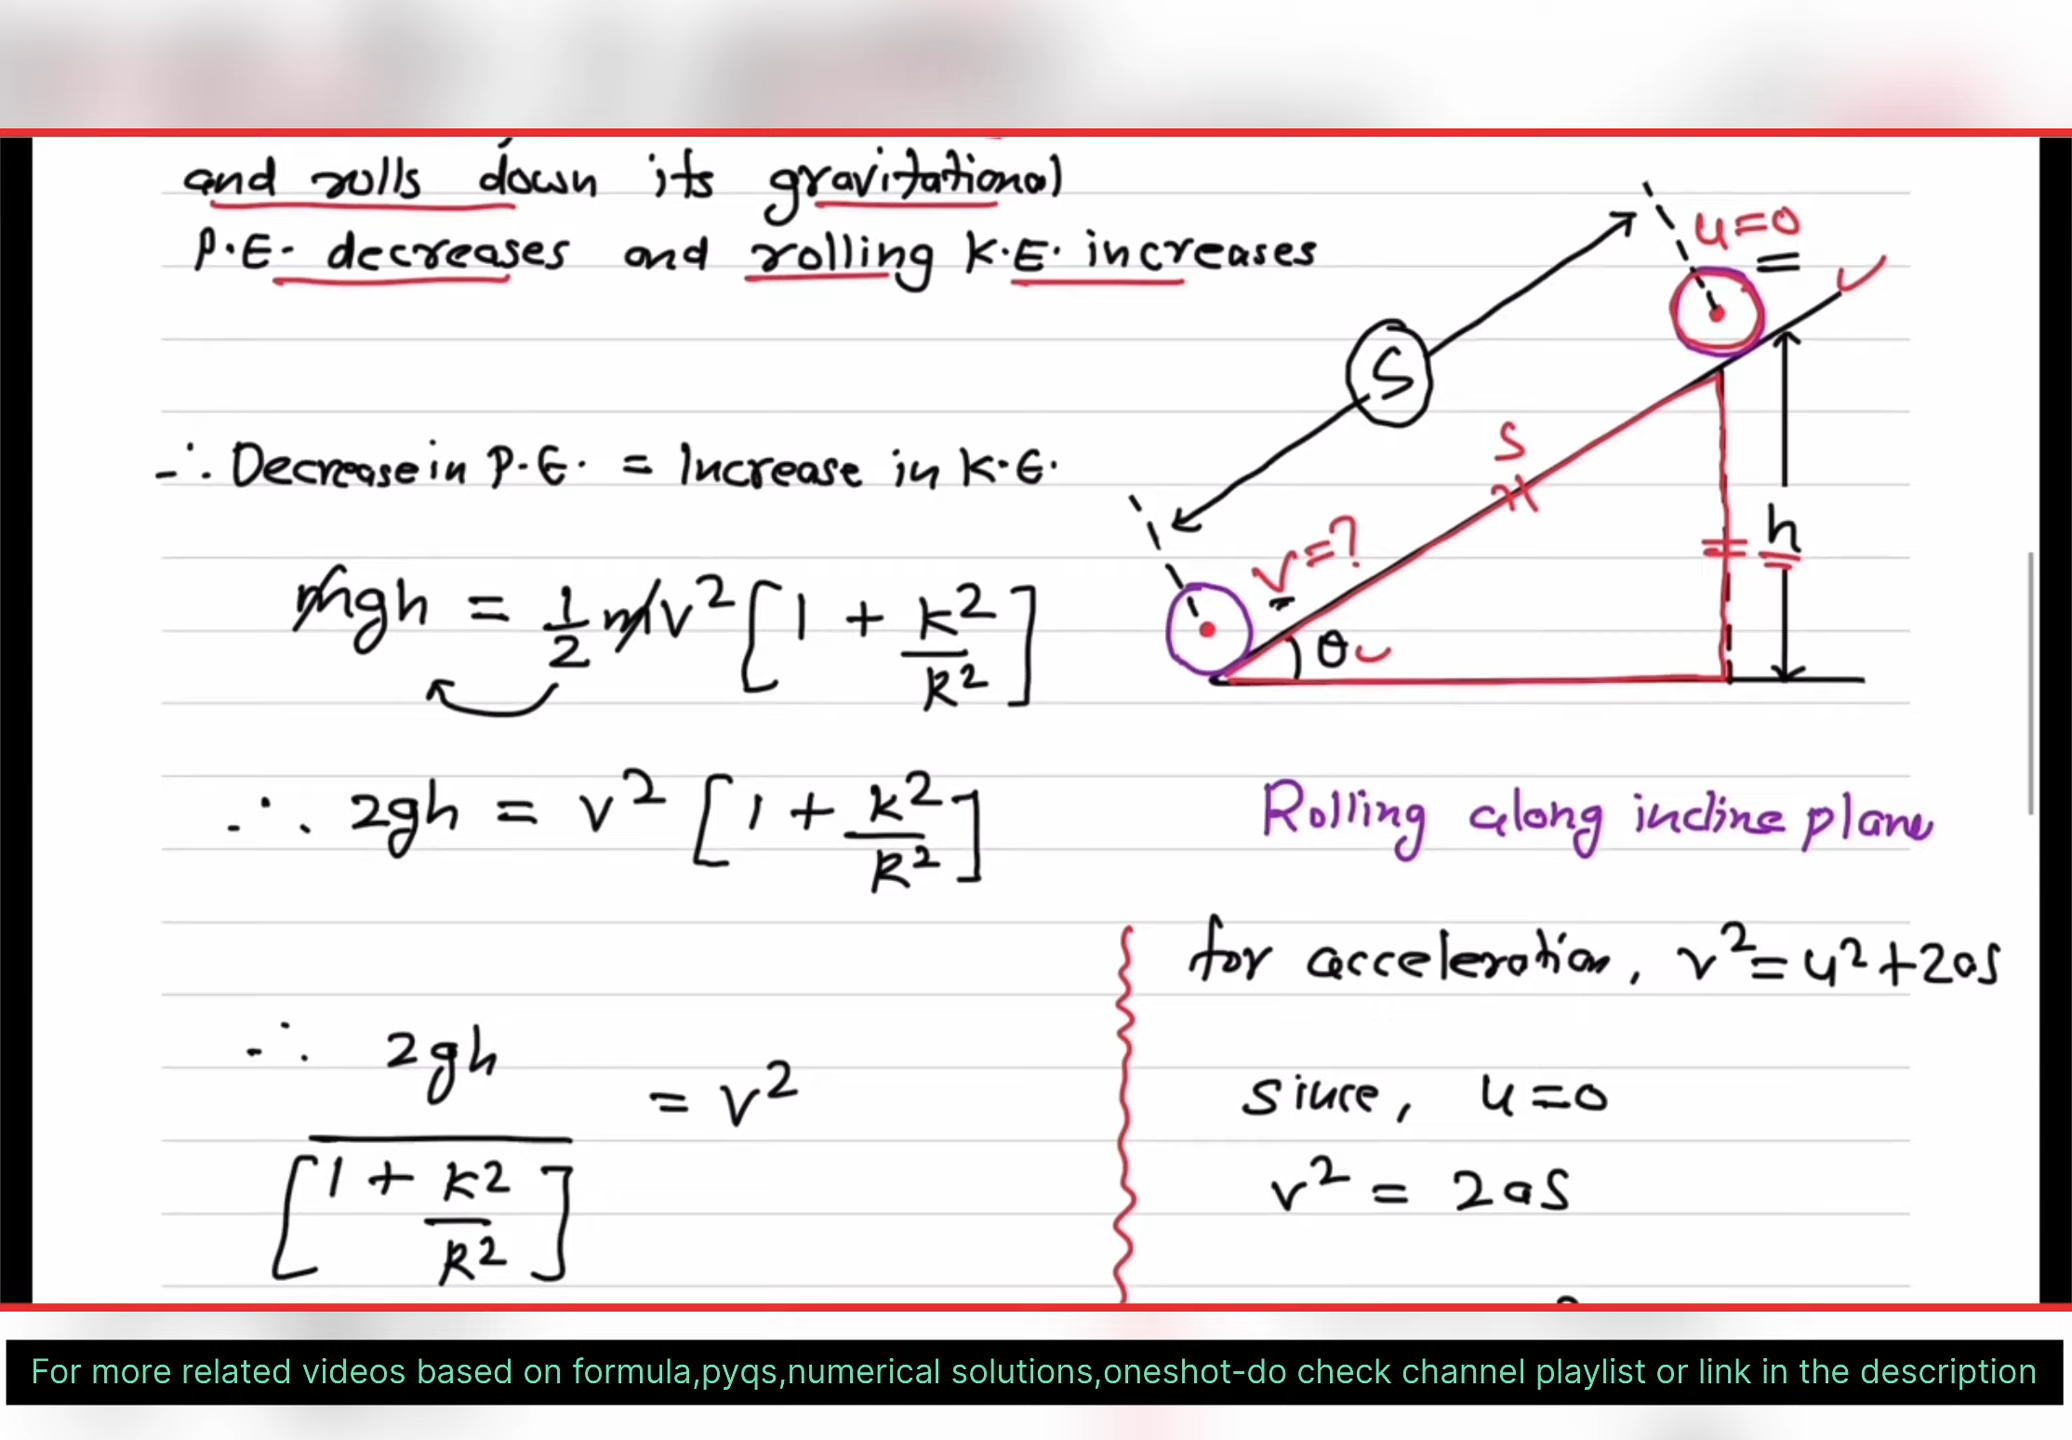 and rolls down its gravitational
P.E. decreases and rolling K.E. increases
u=0
S
S
h
v=?
θ
∴ Decrease in P.E. = Increase in K.E.
mgh = 1/2 mv² [1 + K²/R²]
∴ 2gh = v² [1 + K²/R²]
Rolling along incline plane
∴ 2gh / [1 + K²/R²] = v²
for acceleration, v² = u² + 2as
since, u=0
v² = 2as
For more related videos based on formula,pyqs,numerical solutions,oneshot-do check channel playlist or link in the description